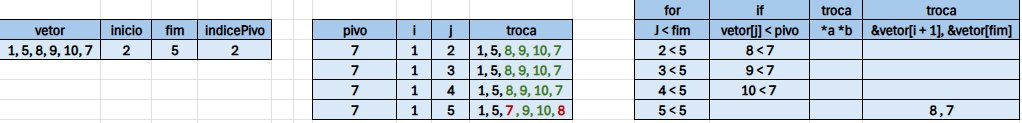 for if troca troca
vetor inicio fim indicePivo pivo i j troca J < fim vetor[j] < pivo *a *b &vetor[i + 1], &vetor[fim]
1, 5, 8, 9, 10, 7 2 5 2 7 1 2 1, 5, 8, 9, 10, 7 2 < 5 8 < 7
7 1 3 1, 5, 8, 9, 10, 7 3 < 5 9 < 7
7 1 4 1, 5, 8, 9, 10, 7 4 < 5 10 < 7
7 1 5 1, 5, 7 , 9, 10, 8 5 < 5 8 , 7